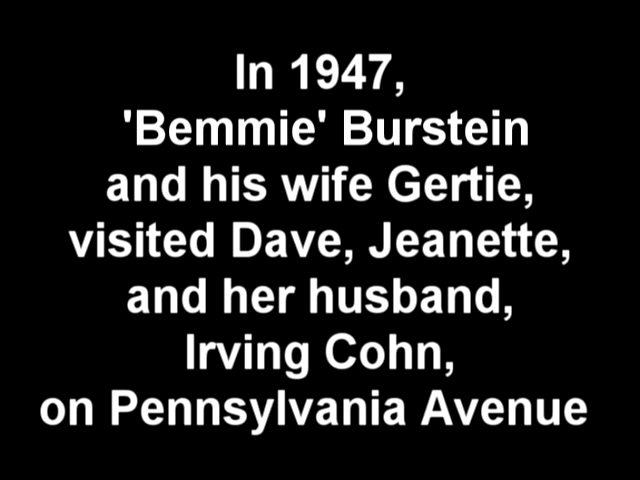 In 1947,
'Bemmie' Burstein
and his wife Gertie,
visited Dave, Jeanette,
and her husband,
Irving Cohn,
on Pennsylvania Avenue